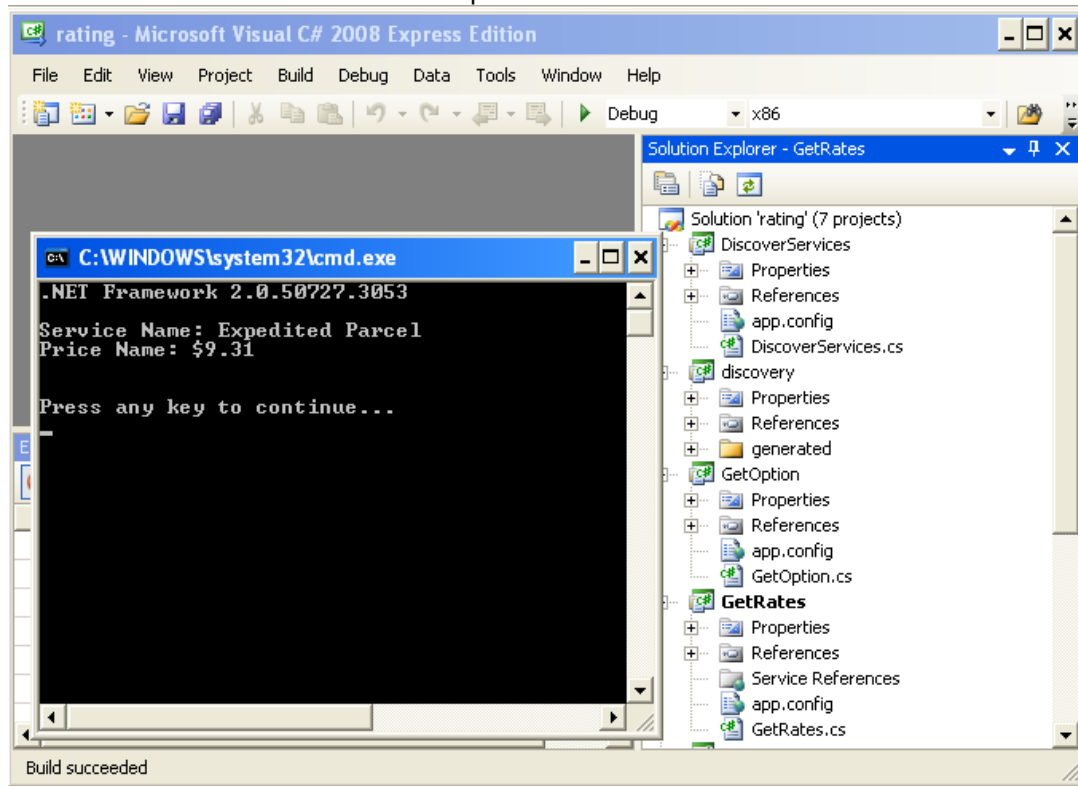 rating - Microsoft Visual C# 2008 Express Edition
File Edit View Project Build Debug Data Tools Window Help
Debug x86
Solution Explorer - GetRates
Solution 'rating' (7 projects)
DiscoverServices
Properties
References
app.config
DiscoverServices.cs
discovery
Properties
References
generated
GetOption
Properties
References
app.config
GetOption.cs
GetRates
Properties
References
Service References
app.config
GetRates.cs
C:\WINDOWS\system32\cmd.exe
.NET Framework 2.0.50727.3053
Service Name: Expedited Parcel
Price Name: $9.31
Press any key to continue...
Build succeeded